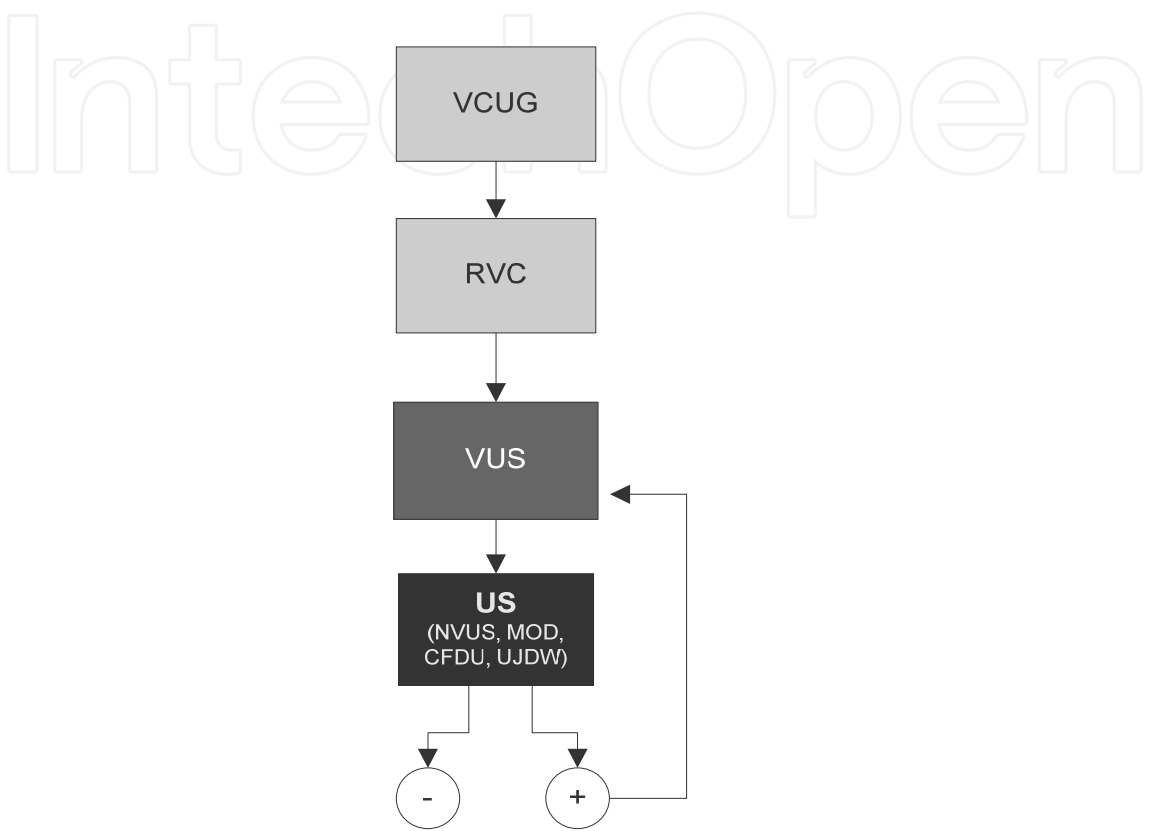 IntechOpen
VCUG
RVC
VUS
US
(NVUS, MOD,
CFDU, UJDW)
-
+